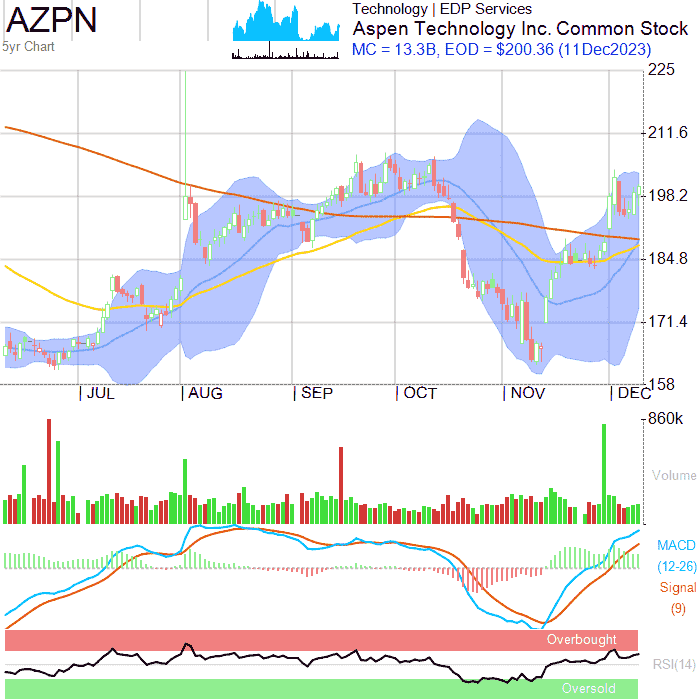 AZPN
5yr Chart
Technology | EDP Services
Aspen Technology Inc. Common Stock
MC = 13.3B, EOD = $200.36 (11Dec2023)
225
211.6
198.2
184.8
171.4
158
JUL AUG SEP OCT NOV DEC
860k
Volume
MACD
(12-26)
Signal
(9)
Overbought
RSI(14)
Oversold